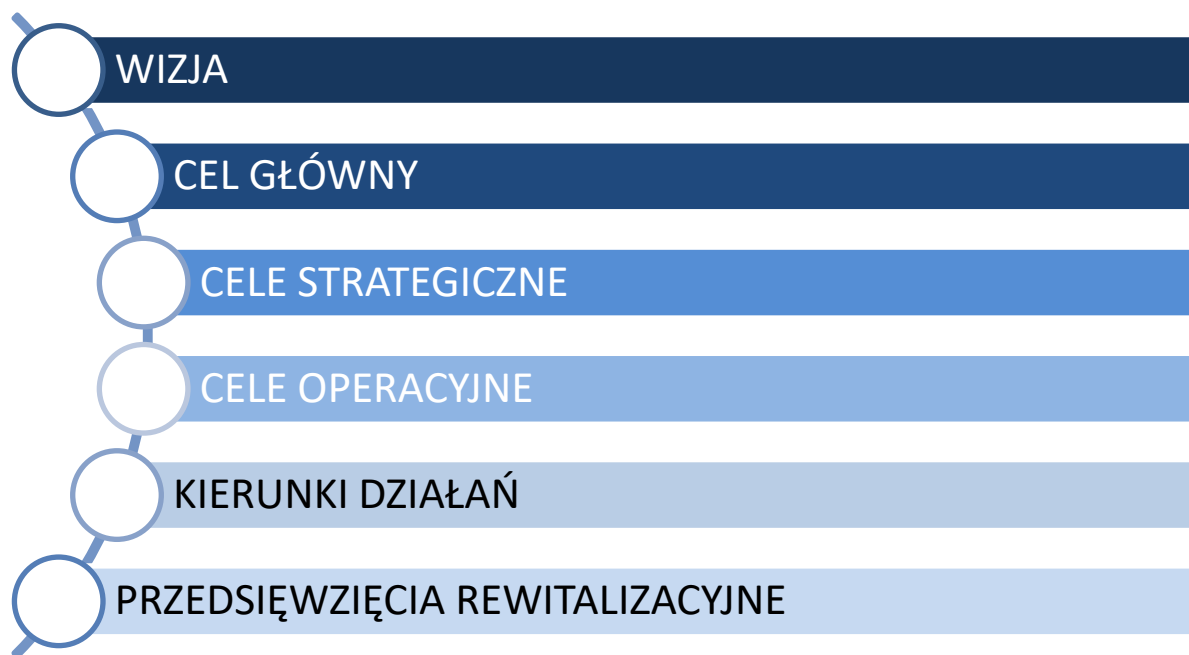 WIZJA
CEL GŁÓWNY
CELE STRATEGICZNE
CELE OPERACYJNE
KIERUNKI DZIAŁAŃ
PRZEDSIĘWZIĘCIA REWITALIZACYJNE